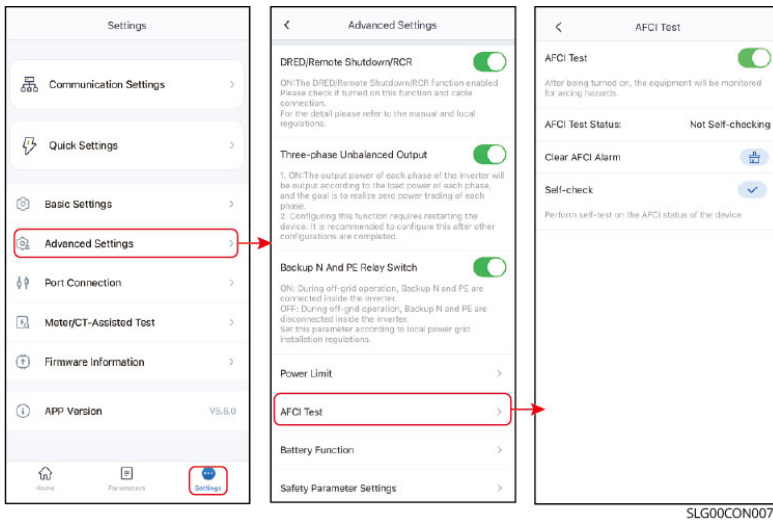 Settings
Communication Settings
Quick Settings
Basic Settings
Advanced Settings
Port Connection
Meter/CT-Assisted Test
Firmware Information
APP Version V5.6.0
Home Parameters Settings
Advanced Settings
DRED/Remote Shutdown/RCR
ON:The DRED/Remote Shutdown/RCR function enabled
Please check if turned on this function and cable
connection.
For the detail please refer to the manual and local
regulations.
Three-phase Unbalanced Output
1. ON:The output power of each phase of the inverter will
be output according to the load power of each phase,
and the goal is to realize zero power trading of each
phase.
2. Configuring this function requires restarting the
device. It is recommended to configure this after other
configurations are completed.
Backup N And PE Relay Switch
ON: During off-grid operation, Backup N and PE are
connected inside the inverter.
OFF: During off-grid operation, Backup N and PE are
disconnected inside the inverter.
Set this parameter according to local power grid
installation regulations.
Power Limit
AFCI Test
Battery Function
Safety Parameter Settings
AFCI Test
AFCI Test
After being turned on, the equipment will be monitored
for arcing hazards.
AFCI Test Status: Not Self-checking
Clear AFCI Alarm
Self-check
Perform self-test on the AFCI status of the device
SLG00CON007